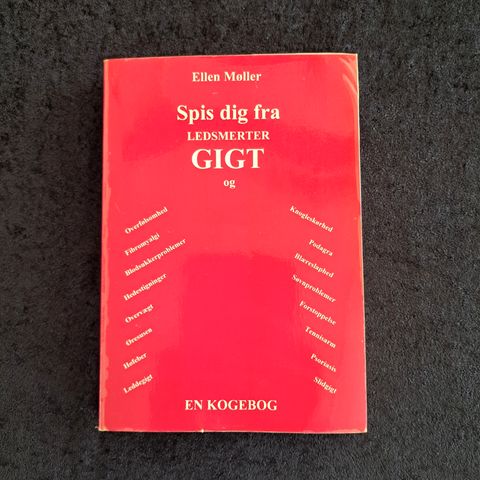 Ellen Møller
Spis dig fra
LEDSMERTER
GIGT
og
Overfølsomhed
Fibromyalgi
Blodsukkerproblemer
Hedestigninger
Overvægt
Øresusen
Høfeber
Leddegigt
Knogleskørhed
Podagra
Blæreslaphed
Søvnproblemer
Forstoppelse
Tennisarm
Psoriasis
Slidgigt
EN KOGEBOG